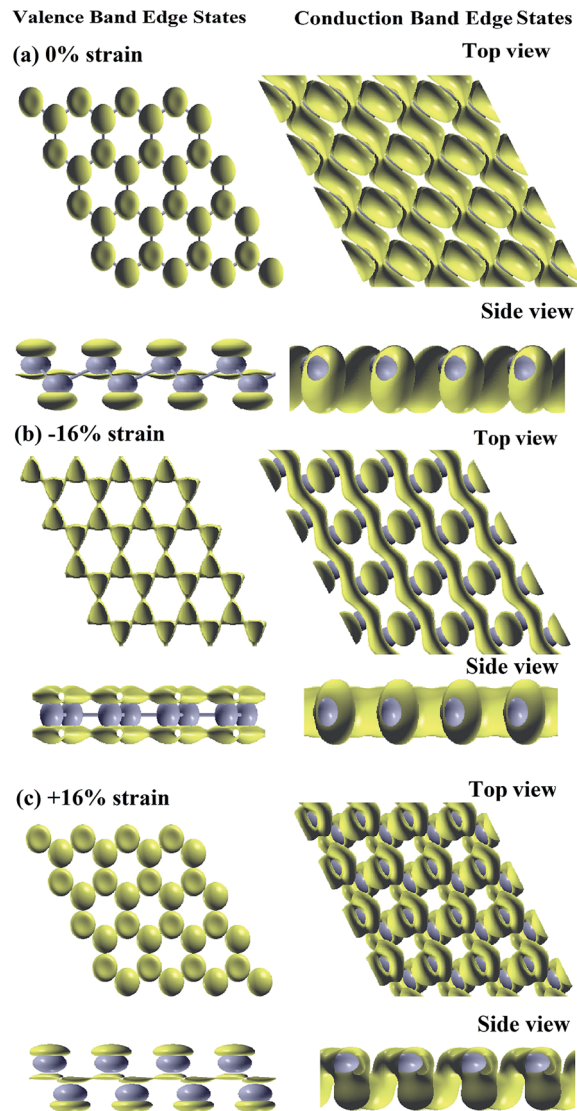 Valence Band Edge States Conduction Band Edge States
(a) 0% strain Top view
Side view
(b) -16% strain Top view
Side view
(c) +16% strain Top view
Side view